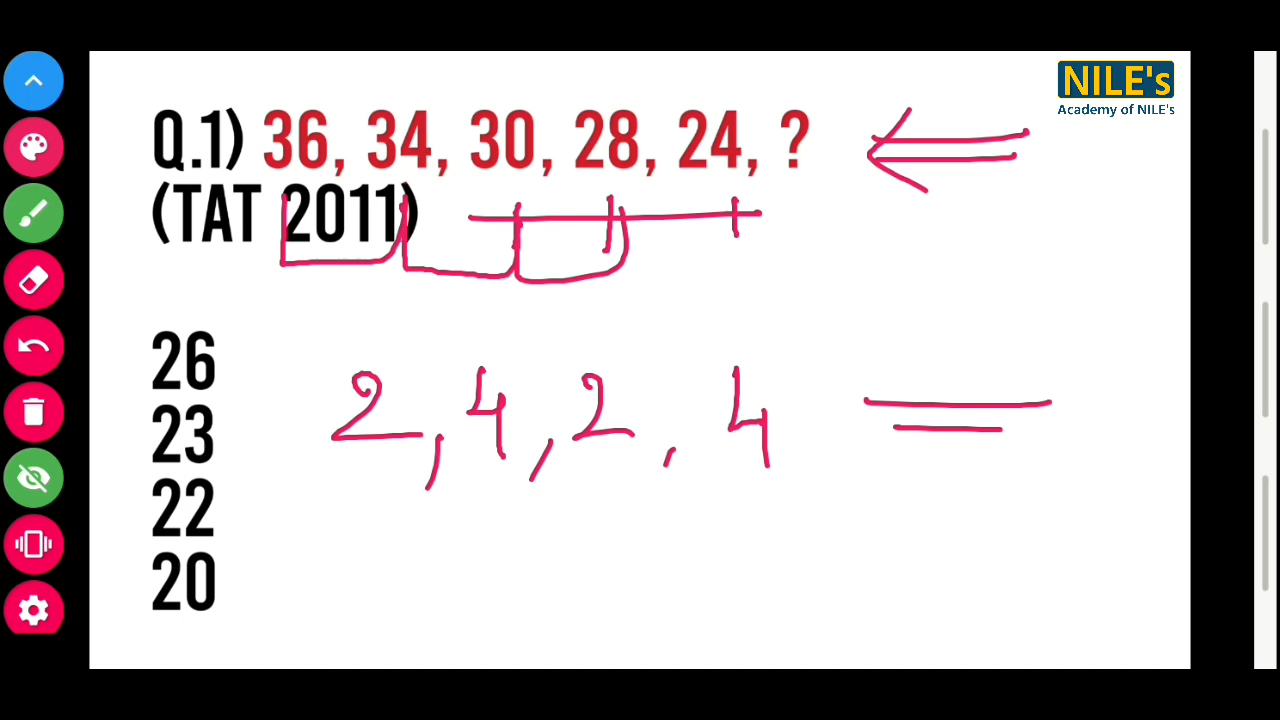 NILE's
Academy of NILE's
Q.1) 36, 34, 30, 28, 24, ?
(TAT 2011)
26
23
22
20
2, 4, 2, 4